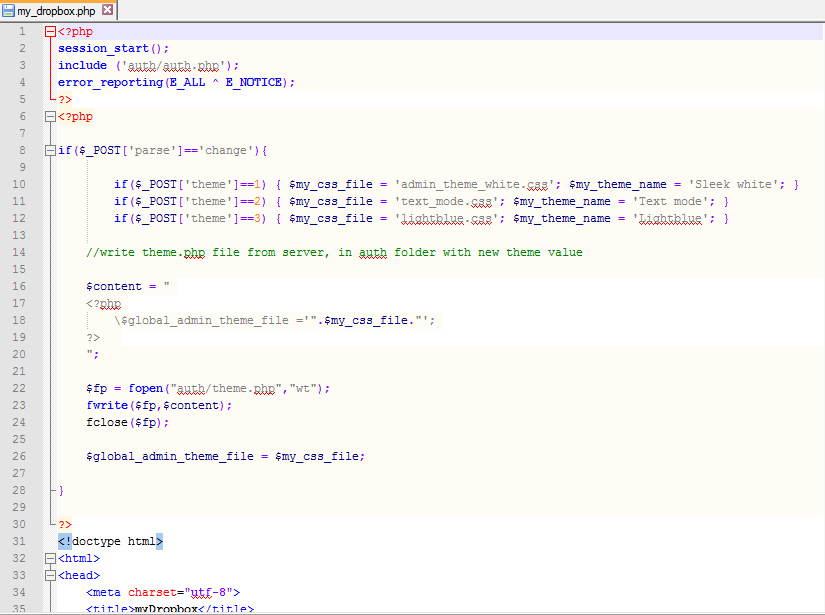 my_dropbox.php
1 <?php
2 session_start();
3 include ('auth/auth.php');
4 error_reporting(E_ALL ^ E_NOTICE);
5 ?>
6 <?php
7
8 if($_POST['parse']=='change'){
9
10 if($_POST['theme']==1) { $my_css_file = 'admin_theme_white.css'; $my_theme_name = 'Sleek white'; }
11 if($_POST['theme']==2) { $my_css_file = 'text_mode.css'; $my_theme_name = 'Text mode'; }
12 if($_POST['theme']==3) { $my_css_file = 'lightblue.css'; $my_theme_name = 'Lightblue'; }
13
14 //write theme.php file from server, in auth folder with new theme value
15
16 $content = "
17 <?php
18 \$global_admin_theme_file ='".$my_css_file."';
19 ?>
20 ";
21
22 $fp = fopen("auth/theme.php","wt");
23 fwrite($fp,$content);
24 fclose($fp);
25
26 $global_admin_theme_file = $my_css_file;
27
28 }
29
30 ?>
31 <!doctype html>
32 <html>
33 <head>
34 <meta charset="utf-8">
35 <title>myDropbox</title>